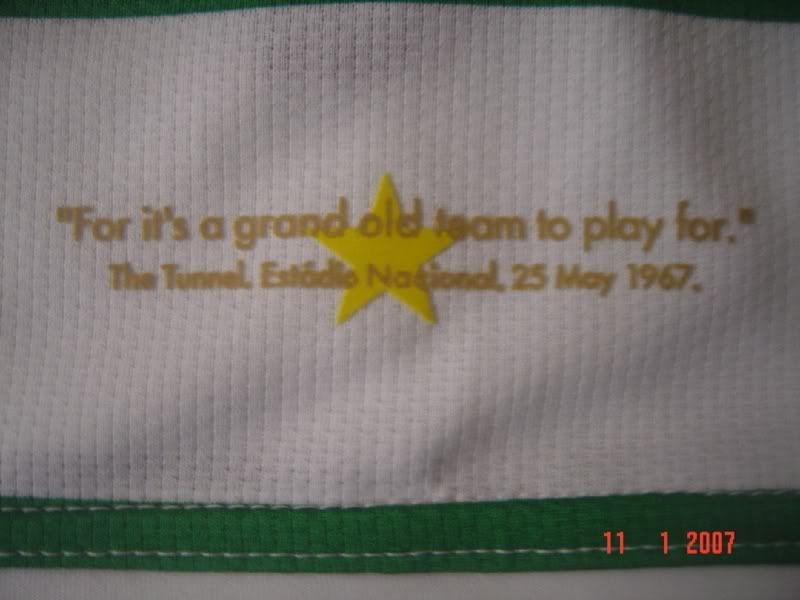 "For it's a grand old team to play for."
The Tunnel. Estádio Nacional, 25 May 1967.
11 1 2007